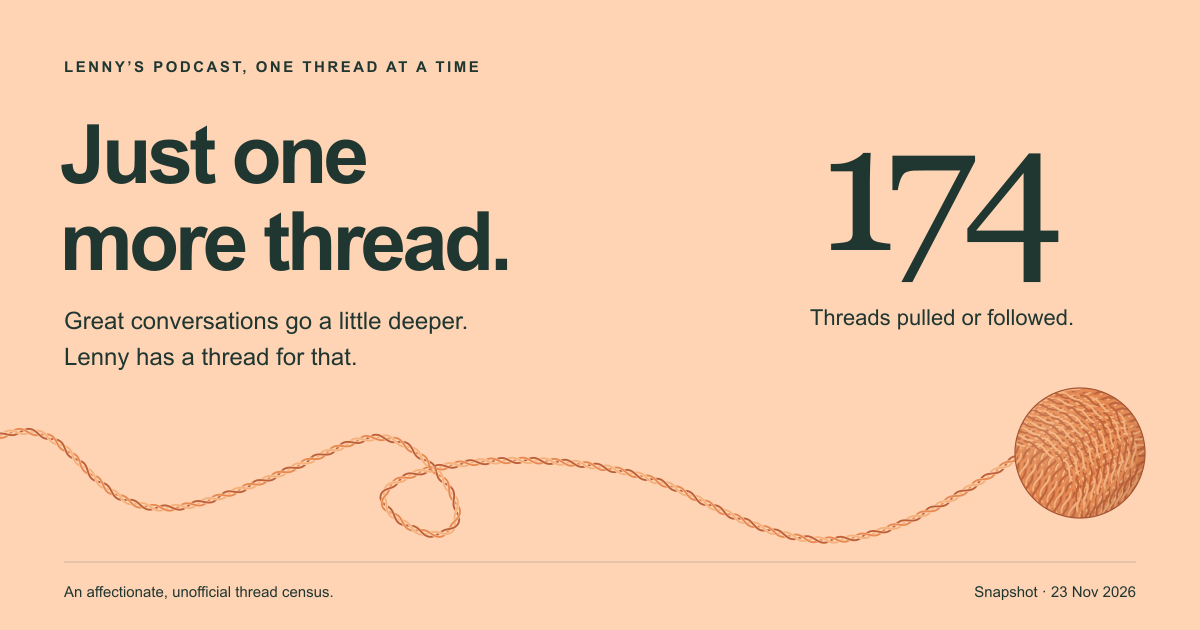 LENNY’S PODCAST, ONE THREAD AT A TIME
Just one
more thread.
Great conversations go a little deeper.
Lenny has a thread for that.
174
Threads pulled or followed.
An affectionate, unofficial thread census.
Snapshot · 23 Nov 2026